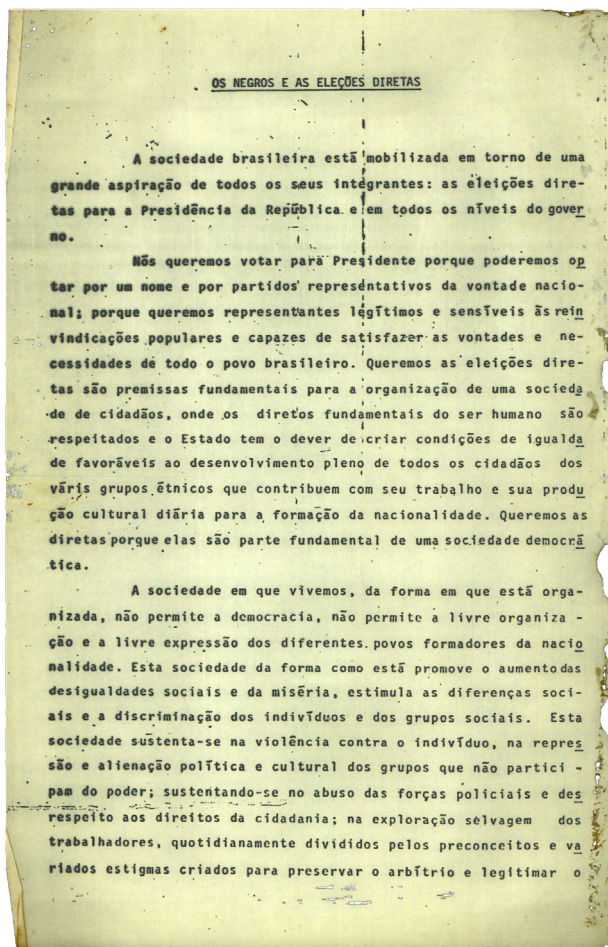 OS NEGROS E AS ELEÇÕES DIRETAS
A sociedade brasileira está mobilizada em torno de uma
grande aspiração de todos os seus integrantes: as eleições dire-
tas para a Presidência da República e em todos os níveis do gover
no.
Nós queremos votar para Presidente porque poderemos op
tar por um nome e por partidos representativos da vontade nacio-
nal; porque queremos representantes légítimos e sensíveis às rein
vindicações populares e capazes de satisfazer as vontades e ne-
cessidades de todo o povo brasileiro. Queremos as eleições dire-
tas são premissas fundamentais para a organização de uma socieda
de de cidadãos, onde os diretos fundamentais do ser humano são
respeitados e o Estado tem o dever de criar condições de igualda
de favoráveis ao desenvolvimento pleno de todos os cidadãos dos
váris grupos étnicos que contribuem com seu trabalho e sua produ
ção cultural diária para a formação da nacionalidade. Queremos as
diretas porque elas são parte fundamental de uma sociedade democrá
tica.
A sociedade em que vivemos, da forma em que está orga-
nizada, não permite a democracia, não permite a livre organiza -
ção e a livre expressão dos diferentes povos formadores da nacio
nalidade. Esta sociedade da forma como está promove o aumento das
desigualdades sociais e da miséria, estimula as diferenças soci-
ais e a discriminação dos indivíduos e dos grupos sociais. Esta
sociedade sustenta-se na violência contra o indivíduo, na repres
são e alienação política e cultural dos grupos que não partici -
pam do poder; sustentando-se no abuso das forças policiais e des
respeito aos direitos da cidadania; na exploração selvagem dos
trabalhadores, quotidianamente divididos pelos preconceitos e va
riados estigmas criados para preservar o arbítrio e legitimar o